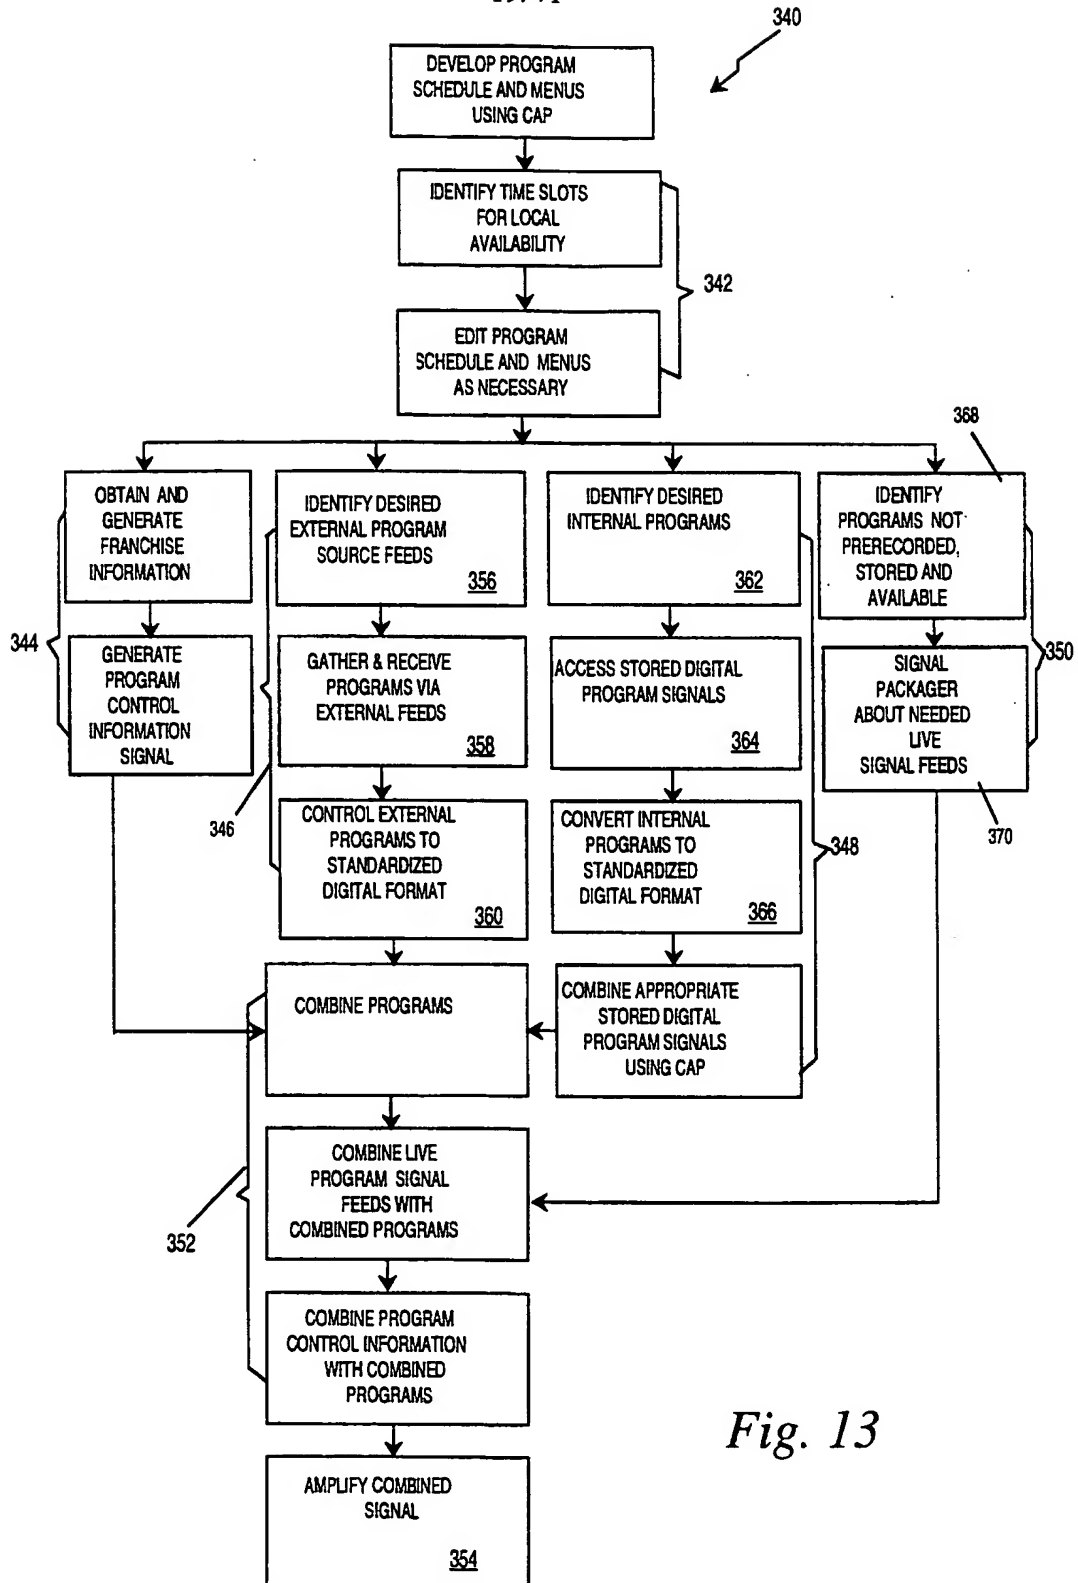 340
DEVELOP PROGRAM
SCHEDULE AND MENUS
USING CAP
IDENTIFY TIME SLOTS
FOR LOCAL
AVAILABILITY
342
EDIT PROGRAM
SCHEDULE AND MENUS
AS NECESSARY
368
OBTAIN AND
GENERATE
FRANCHISE
INFORMATION
IDENTIFY DESIRED
EXTERNAL PROGRAM
SOURCE FEEDS
356
IDENTIFY DESIRED
INTERNAL PROGRAMS
362
IDENTIFY
PROGRAMS NOT
PRERECORDED,
STORED AND
AVAILABLE
344
350
GENERATE
PROGRAM
CONTROL
INFORMATION
SIGNAL
GATHER & RECEIVE
PROGRAMS VIA
EXTERNAL FEEDS
358
ACCESS STORED DIGITAL
PROGRAM SIGNALS
364
SIGNAL
PACKAGER
ABOUT NEEDED
LIVE
SIGNAL FEEDS
346
CONTROL EXTERNAL
PROGRAMS TO
STANDARDIZED
DIGITAL FORMAT
360
CONVERT INTERNAL
PROGRAMS TO
STANDARDIZED
DIGITAL FORMAT
366
348
370
COMBINE PROGRAMS
COMBINE APPROPRIATE
STORED DIGITAL
PROGRAM SIGNALS
USING CAP
COMBINE LIVE
PROGRAM SIGNAL
FEEDS WITH
COMBINED PROGRAMS
352
COMBINE PROGRAM
CONTROL INFORMATION
WITH COMBINED
PROGRAMS
AMPLIFY COMBINED
SIGNAL
354
Fig. 13